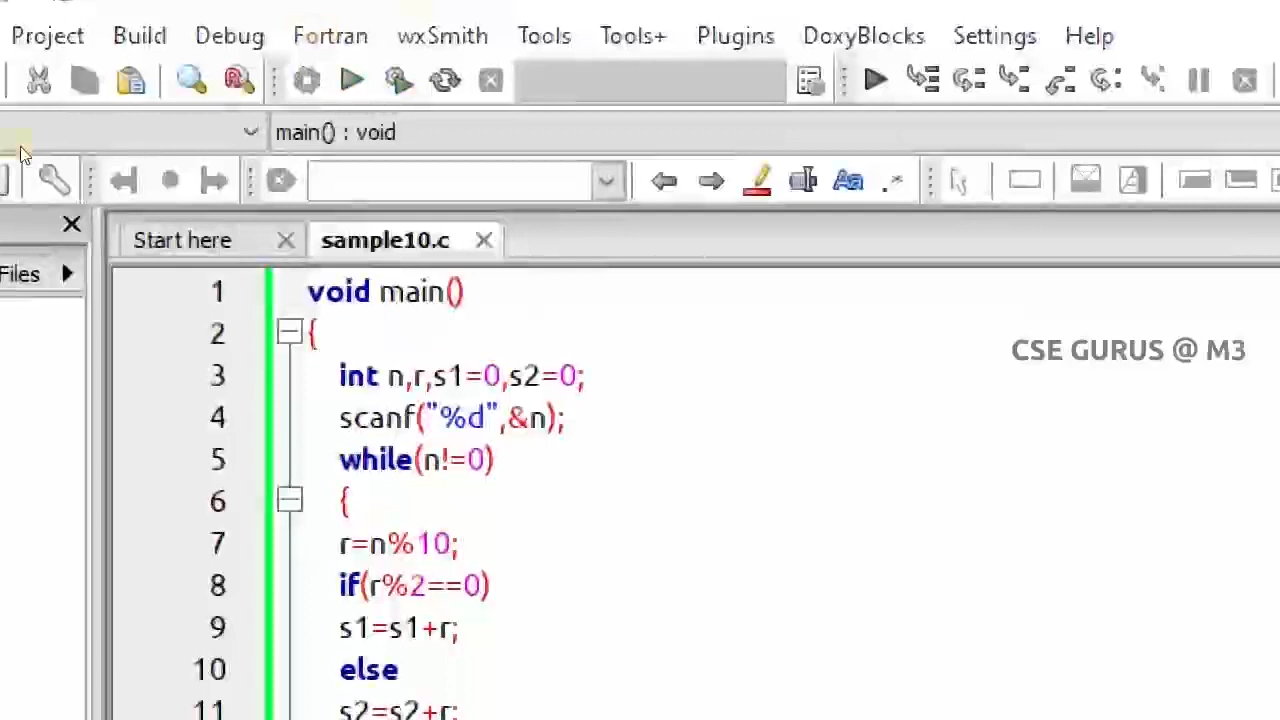 Project Build Debug Fortran wxSmith Tools Tools+ Plugins DoxyBlocks Settings Help
main() : void
Start here sample10.c
Files
1 void main()
2 {
CSE GURUS @ M3
3 int n,r,s1=0,s2=0;
4 scanf("%d",&n);
5 while(n!=0)
6 {
7 r=n%10;
8 if(r%2==0)
9 s1=s1+r;
10 else
11 s2=s2+r;